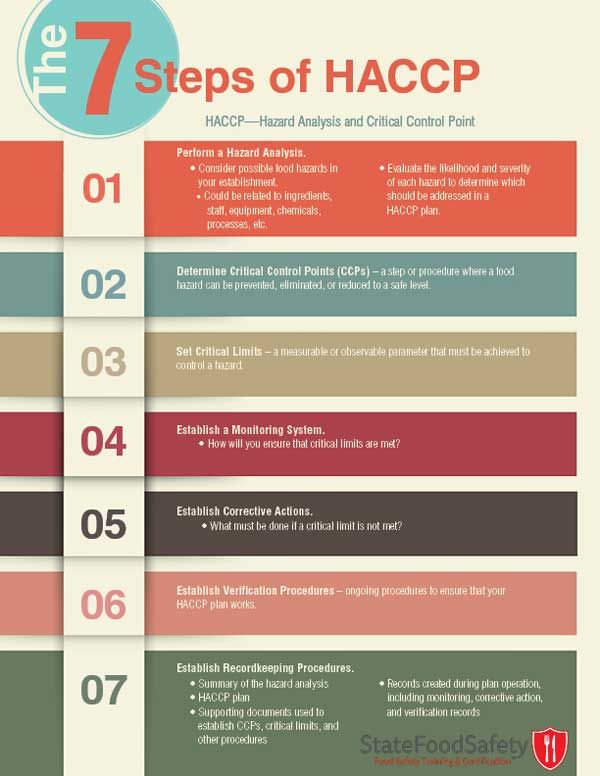 The 7 Steps of HACCP
HACCP—Hazard Analysis and Critical Control Point
01
Perform a Hazard Analysis.
• Consider possible food hazards in
your establishment.
• Could be related to ingredients,
staff, equipment, chemicals,
processes, etc.
• Evaluate the likelihood and severity
of each hazard to determine which
should be addressed in a
HACCP plan.
02
Determine Critical Control Points (CCPs) – a step or procedure where a food
hazard can be prevented, eliminated, or reduced to a safe level.
03
Set Critical Limits – a measurable or observable parameter that must be achieved to
control a hazard.
04
Establish a Monitoring System.
• How will you ensure that critical limits are met?
05
Establish Corrective Actions.
• What must be done if a critical limit is not met?
06
Establish Verification Procedures – ongoing procedures to ensure that your
HACCP plan works.
07
Establish Recordkeeping Procedures.
• Summary of the hazard analysis
• HACCP plan
• Supporting documents used to
establish CCPs, critical limits, and
other procedures
• Records created during plan operation,
including monitoring, corrective action,
and verification records
StateFoodSafety
Food Safety Training & Certification